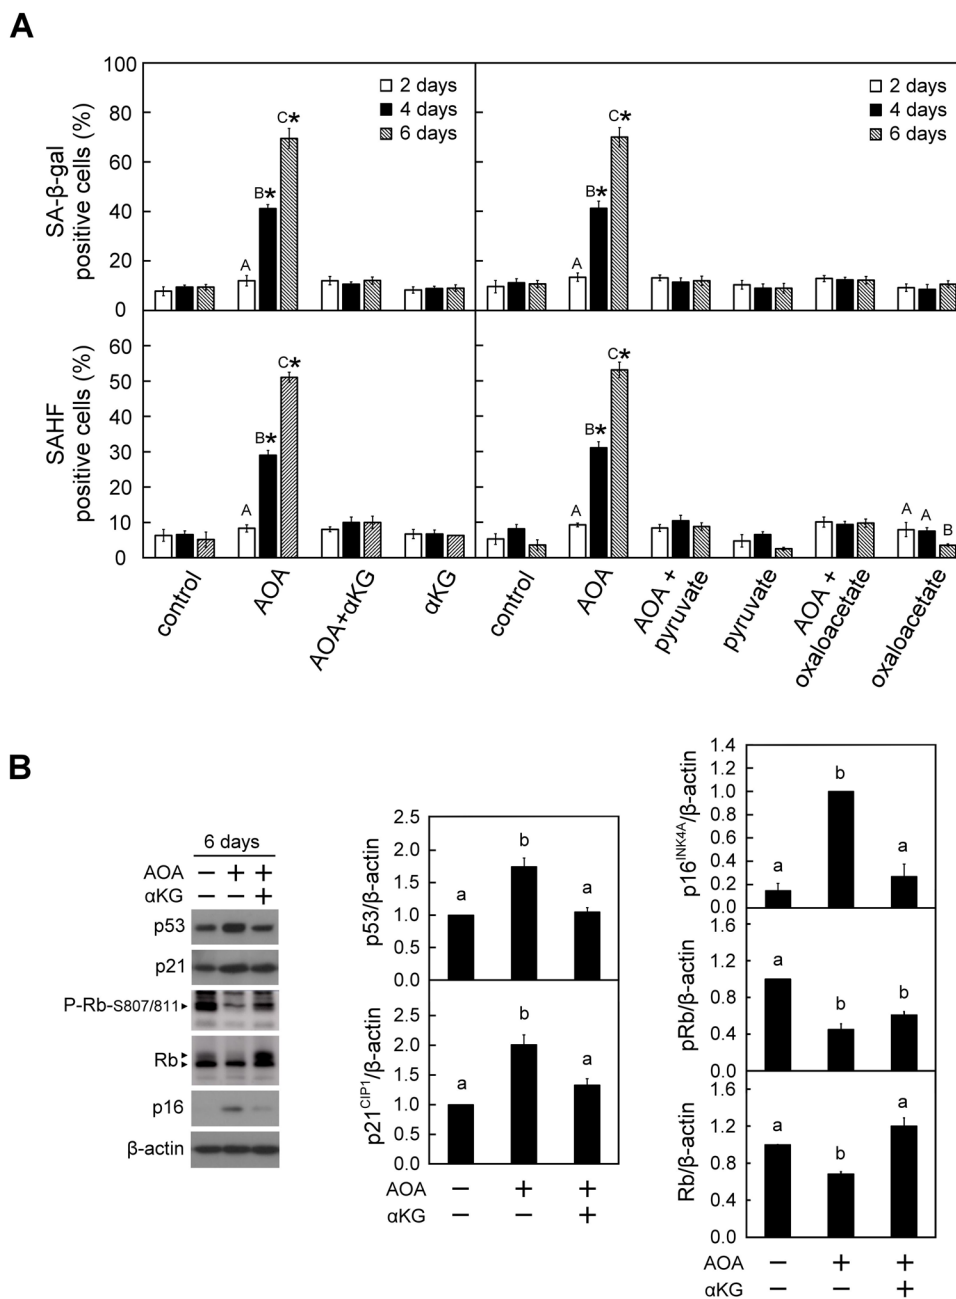 A
100
80
60
40
20
0
SA-β-gal
positive cells (%)
2 days
4 days
6 days
A
B*
C*
2 days
4 days
6 days
A
B*
C*
60
50
40
30
20
10
0
SAHF
positive cells (%)
A
B*
C*
A
B*
C*
A
A
B
control
AOA
AOA+αKG
αKG
control
AOA
AOA +
pyruvate
pyruvate
AOA +
oxaloacetate
oxaloacetate
B
6 days
AOA − + +
αKG − − +
p53
p21
P-Rb-S807/811
Rb
p16
β-actin
p53/β-actin
2.5
2.0
1.5
1.0
0.5
0.0
a
b
a
p21CIP1/β-actin
2.0
1.5
1.0
0.5
0.0
a
b
a
AOA − + +
αKG − − +
p16INK4A/β-actin
1.4
1.2
1.0
0.8
0.6
0.4
0.2
0.0
a
b
a
pRb/β-actin
1.2
0.8
0.4
0.0
a
b
b
Rb/β-actin
1.2
0.8
0.4
0.0
a
b
a
AOA − + +
αKG − − +